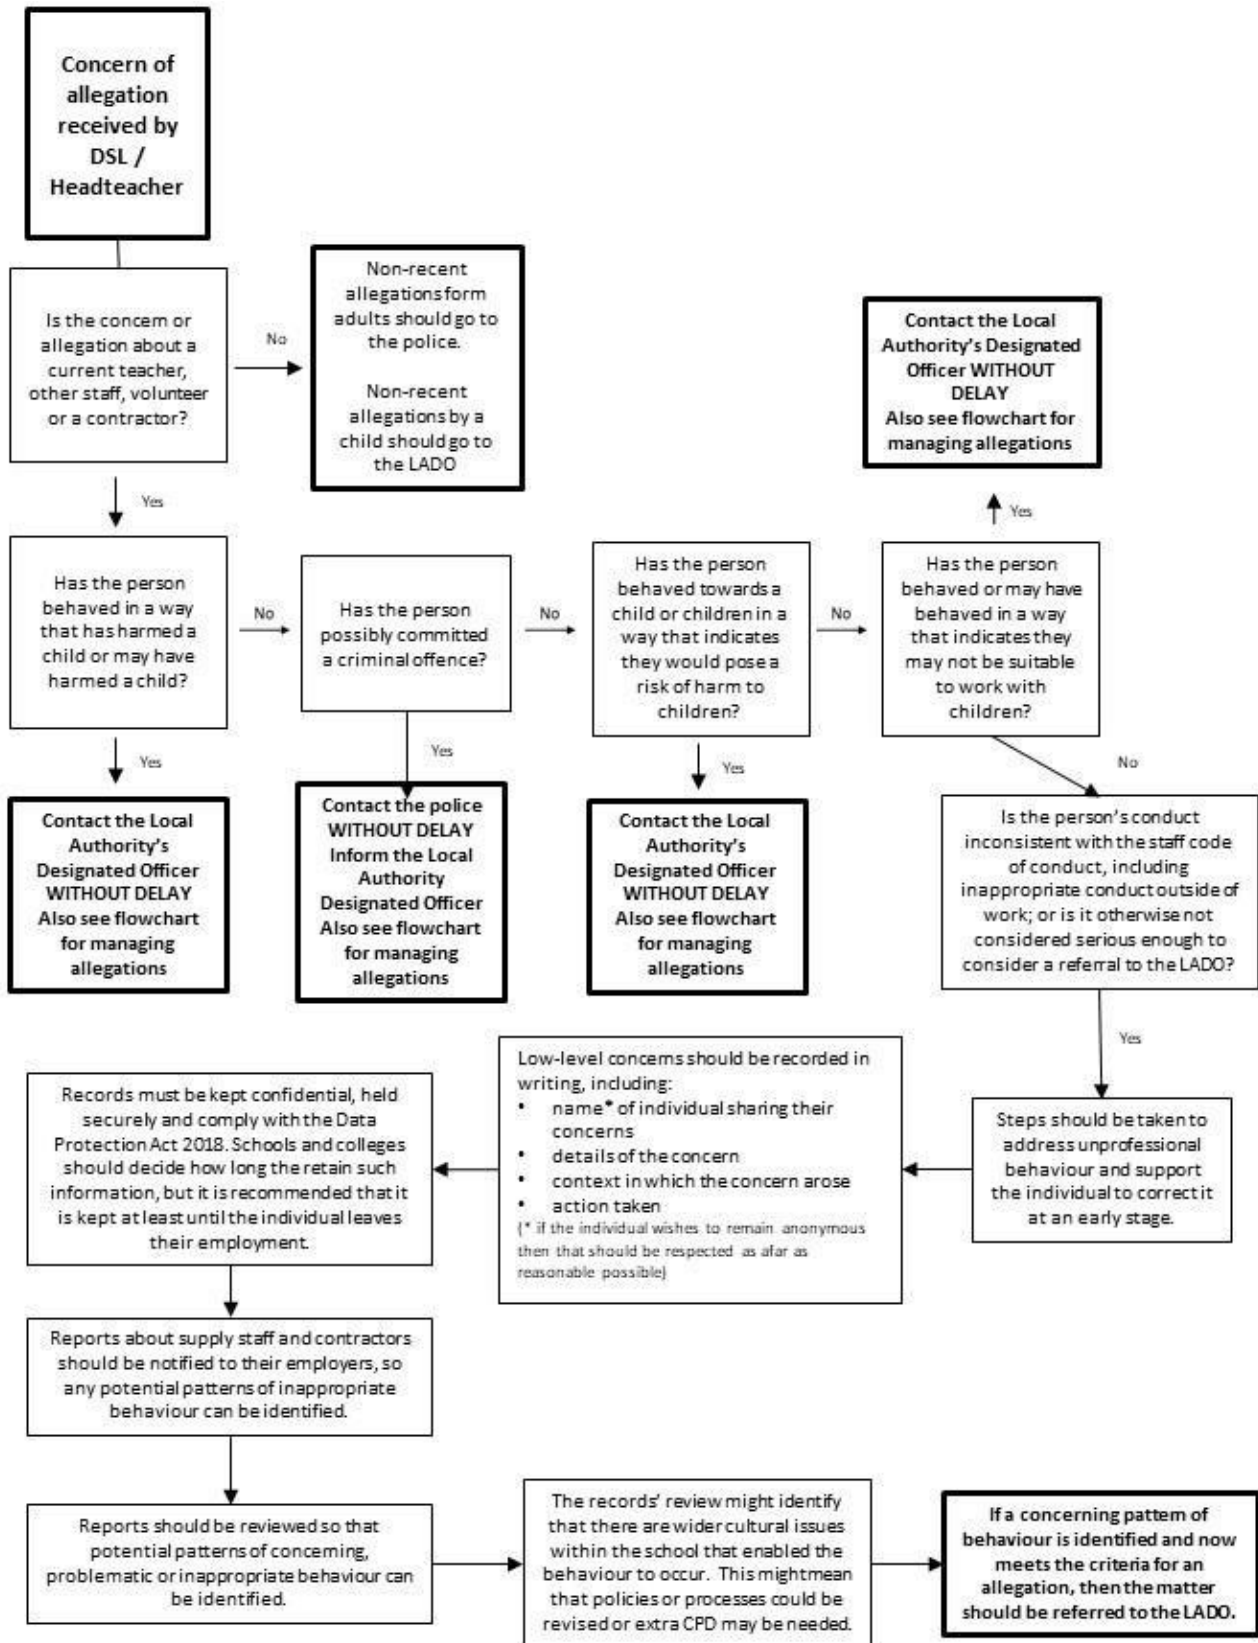 Concern of
allegation
received by
DSL /
Headteacher
Is the concern or
allegation about a
current teacher,
other staff, volunteer
or a contractor?
No
Non-recent
allegations form
adults should go to
the police.
Non-recent
allegations by a
child should go to
the LADO
Contact the Local
Authority's Designated
Officer WITHOUT
DELAY
Also see flowchart for
managing allegations
Yes
Yes
Has the person
behaved in a way
that has harmed a
child or may have
harmed a child?
No
Has the person
possibly committed
a criminal offence?
No
Has the person
behaved towards a
child or children in a
way that indicates
they would pose a
risk of harm to
children?
No
Has the person
behaved or may have
behaved in a way
that indicates they
may not be suitable
to work with
children?
Yes
Yes
Yes
No
Contact the Local
Authority's
Designated Officer
WITHOUT DELAY
Also see flowchart
for managing
allegations
Contact the police
WITHOUT DELAY
Inform the Local
Authority
Designated Officer
Also see flowchart
for managing
allegations
Contact the Local
Authority's
Designated Officer
WITHOUT DELAY
Also see flowchart
for managing
allegations
Is the person's conduct
inconsistent with the staff code
of conduct, including
inappropriate conduct outside of
work; or is it otherwise not
considered serious enough to
consider a referral to the LADO?
Yes
Steps should be taken to
address unprofessional
behaviour and support
the individual to correct it
at an early stage.
Low-level concerns should be recorded in
writing, including:
• name* of individual sharing their
concerns
• details of the concern
• context in which the concern arose
• action taken
(* if the individual wishes to remain anonymous
then that should be respected as afar as
reasonable possible)
Records must be kept confidential, held
securely and comply with the Data
Protection Act 2018. Schools and colleges
should decide how long the retain such
information, but it is recommended that it
is kept at least until the individual leaves
their employment.
Reports about supply staff and contractors
should be notified to their employers, so
any potential patterns of inappropriate
behaviour can be identified.
Reports should be reviewed so that
potential patterns of concerning,
problematic or inappropriate behaviour can
be identified.
The records' review might identify
that there are wider cultural issues
within the school that enabled the
behaviour to occur. This mightmean
that policies or processes could be
revised or extra CPD may be needed.
If a concerning pattern of
behaviour is identified and now
meets the criteria for an
allegation, then the matter
should be referred to the LADO.